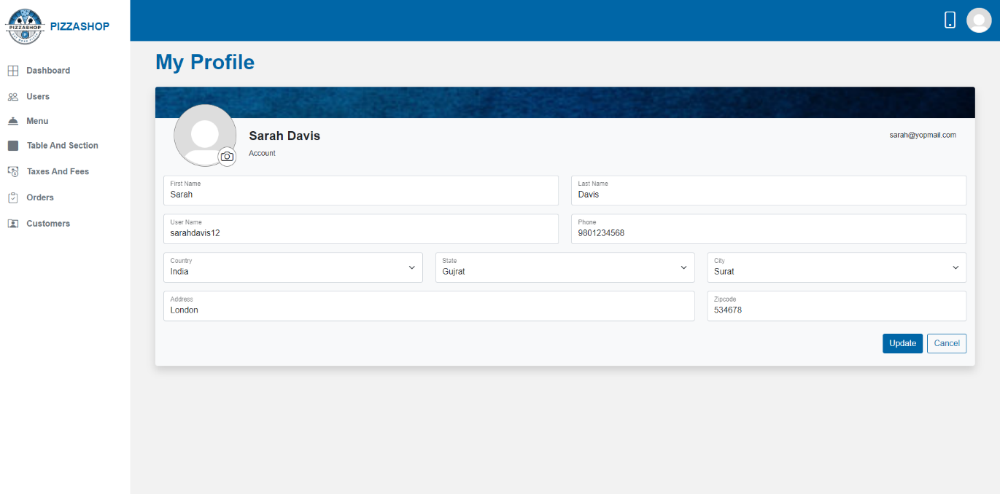 PIZZASHOP
PIZZASHOP
Dashboard
Users
Menu
Table And Section
Taxes And Fees
Orders
Customers
My Profile
Sarah Davis
sarah@yopmail.com
Account
First Name
Sarah
Last Name
Davis
User Name
sarahdavis12
Phone
9801234568
Country
India
State
Gujrat
City
Surat
Address
London
Zipcode
534678
Update
Cancel